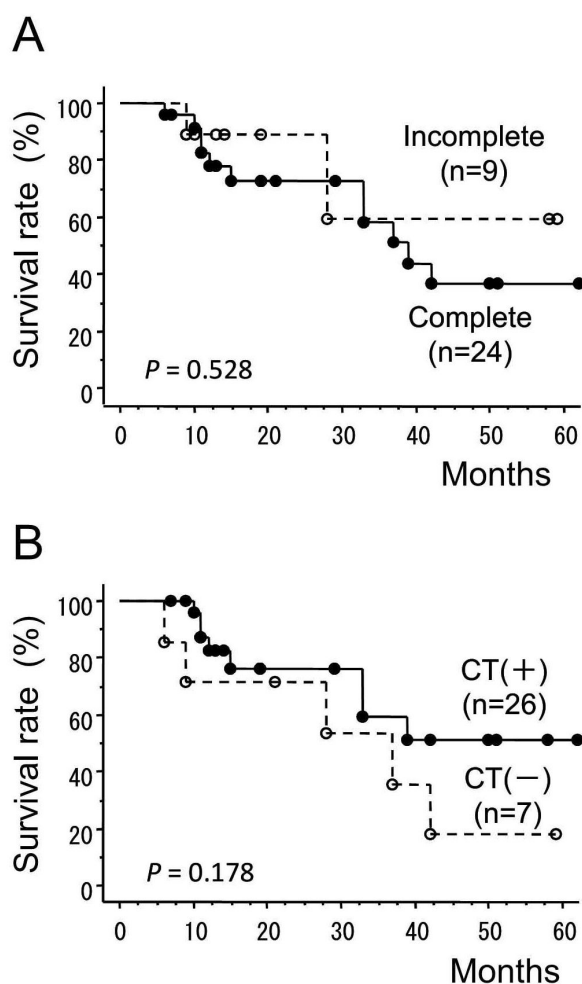 A
Survival rate (%)
100
80
60
40
20
0
Incomplete
(n=9)
Complete
(n=24)
P = 0.528
0 10 20 30 40 50 60
Months
B
Survival rate (%)
100
80
60
40
20
0
CT(+)
(n=26)
CT(−)
(n=7)
P = 0.178
0 10 20 30 40 50 60
Months